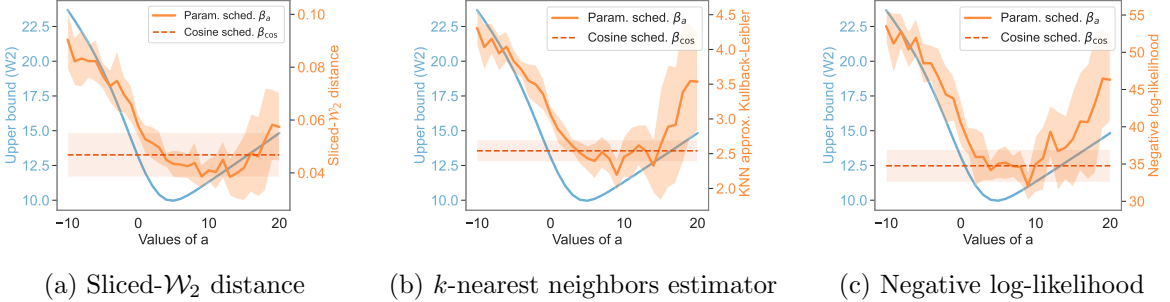 Upper bound (W2)
22.5
20.0
17.5
15.0
12.5
10.0
−10
0
10
20
Values of a
Param. sched. βa
Cosine sched. βcos
0.10
0.08
0.06
0.04
Sliced-W2 distance
(a) Sliced-W2 distance
Upper bound (W2)
22.5
20.0
17.5
15.0
12.5
10.0
−10
0
10
20
Values of a
Param. sched. βa
Cosine sched. βcos
4.5
4.0
3.5
3.0
2.5
2.0
KNN approx. Kullback-Leibler
(b) k-nearest neighbors estimator
Upper bound (W2)
22.5
20.0
17.5
15.0
12.5
10.0
−10
0
10
20
Values of a
Param. sched. βa
Cosine sched. βcos
55
50
45
40
35
30
Negative log-likelihood
(c) Negative log-likelihood